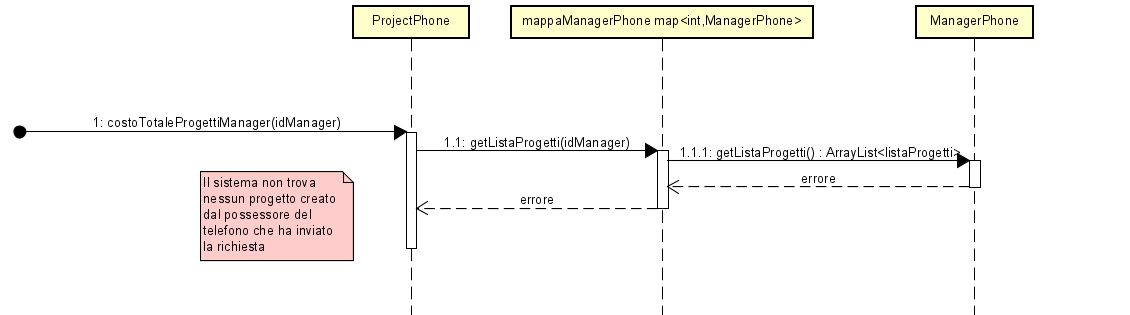 ProjectPhone
mappaManagerPhone map<int,ManagerPhone>
ManagerPhone
1: costoTotaleProgettiManager(idManager)
1.1: getListaProgetti(idManager)
1.1.1: getListaProgetti() : ArrayList<listaProgetti>
errore
errore
Il sistema non trova
nessun progetto creato
dal possessore del
telefono che ha inviato
la richiesta